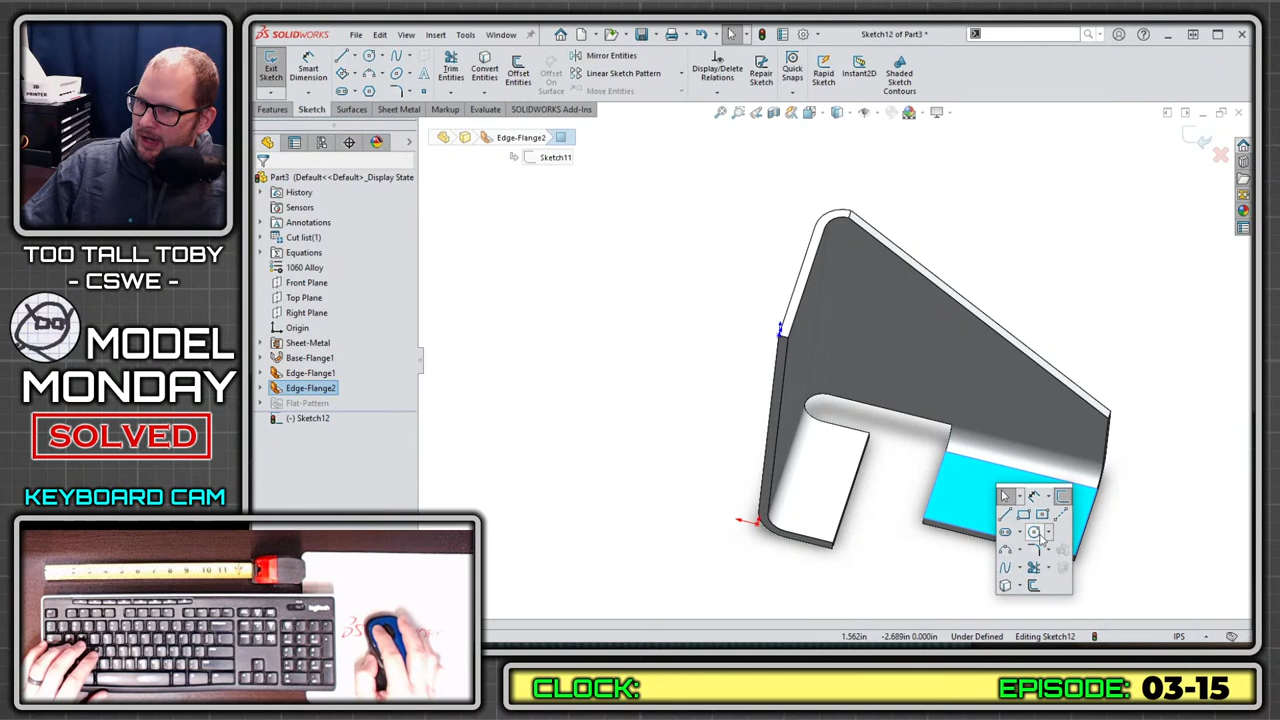 SOLIDWORKS
File Edit View Insert Tools Window
Sketch12 of Part3 *
Exit Sketch
Smart Dimension
Trim Entities
Convert Entities
Offset Entities
Offset On Surface
Mirror Entities
Linear Sketch Pattern
Move Entities
Display/Delete Relations
Repair Sketch
Quick Snaps
Rapid Sketch
Instant2D
Shaded Sketch Contours
Features Sketch Surfaces Sheet Metal Markup Evaluate SOLIDWORKS Add-Ins
Edge-Flange2
Sketch11
Part3 (Default<<Default>_Display State
History
Sensors
Annotations
Cut list(1)
Equations
1060 Alloy
Front Plane
Top Plane
Right Plane
Origin
Sheet-Metal
Base-Flange1
Edge-Flange1
Edge-Flange2
Flat-Pattern
(-) Sketch12
1.562in -2.689in 0.000in Under Defined Editing Sketch12 IPS
TOO TALL TOBY
- CSWE -
MODEL
MONDAY
SOLVED
KEYBOARD CAM
CLOCK:
EPISODE: 03-15